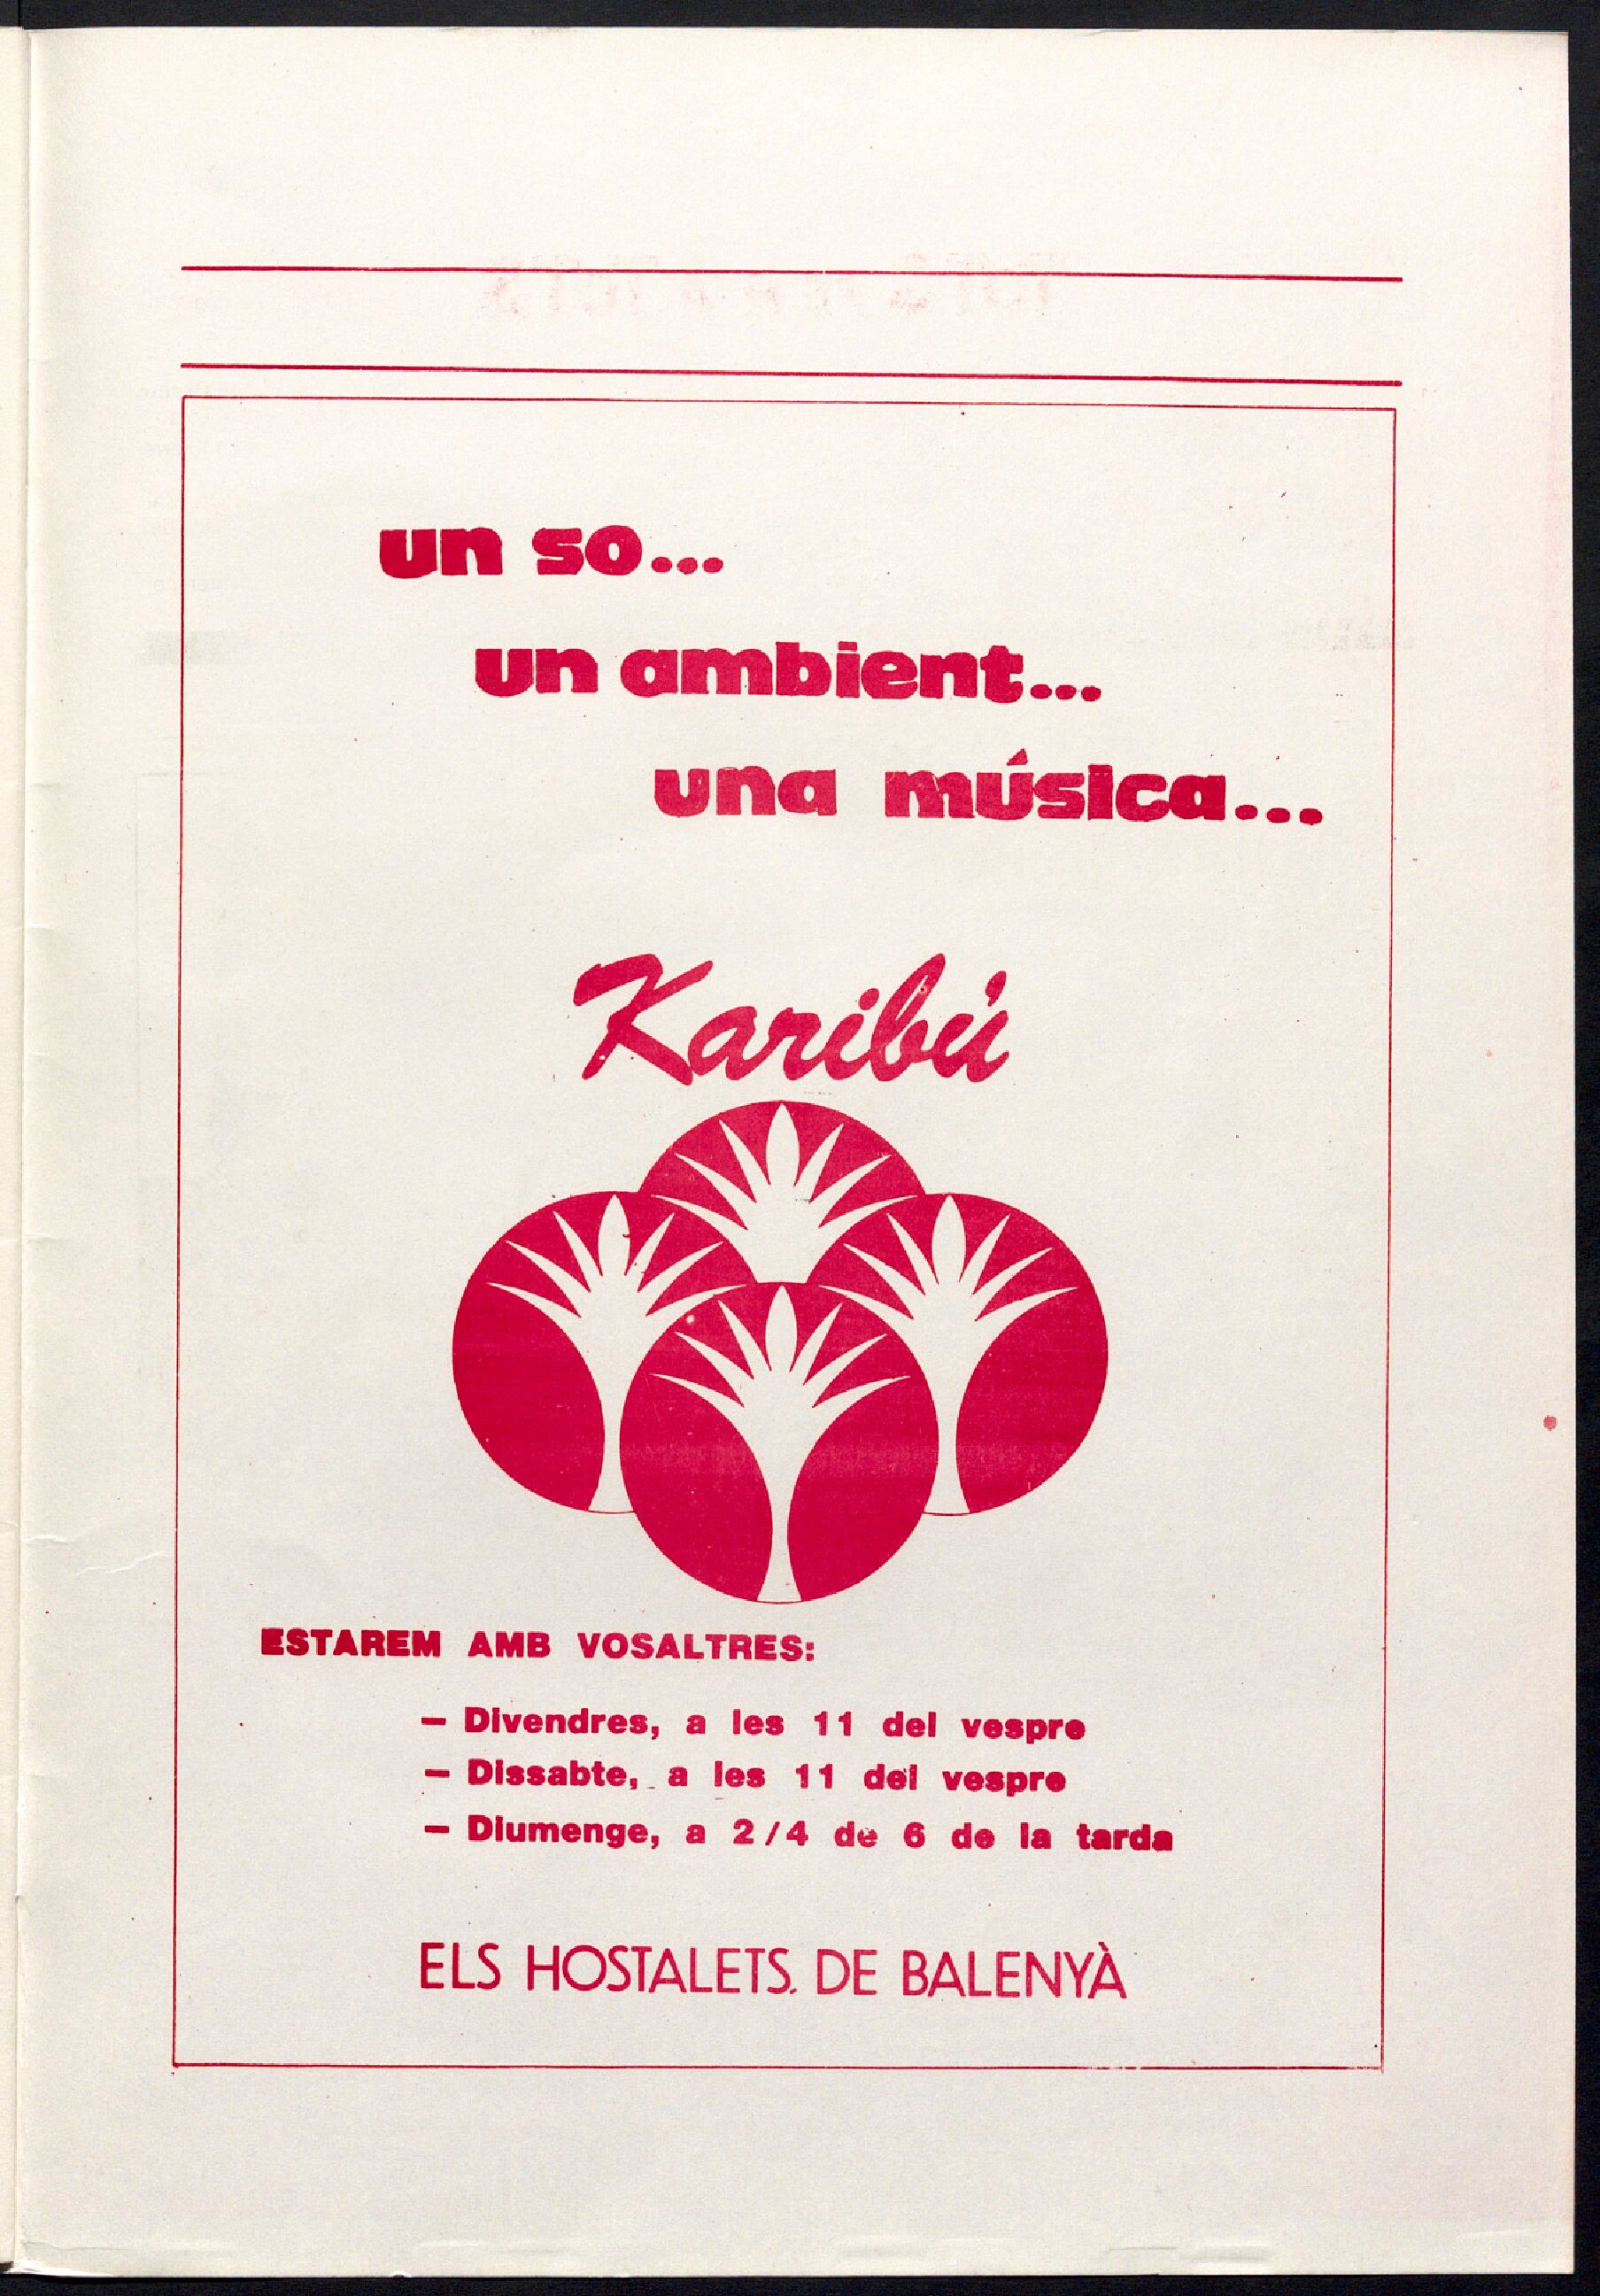 un so...
un ambient...
una música...
Karibú
ESTAREM AMB VOSALTRES:
- Divendres, a les 11 del vespre
- Dissabte, a les 11 del vespre
- Diumenge, a 2/4 de 6 de la tarda
ELS HOSTALETS DE BALENYÀ